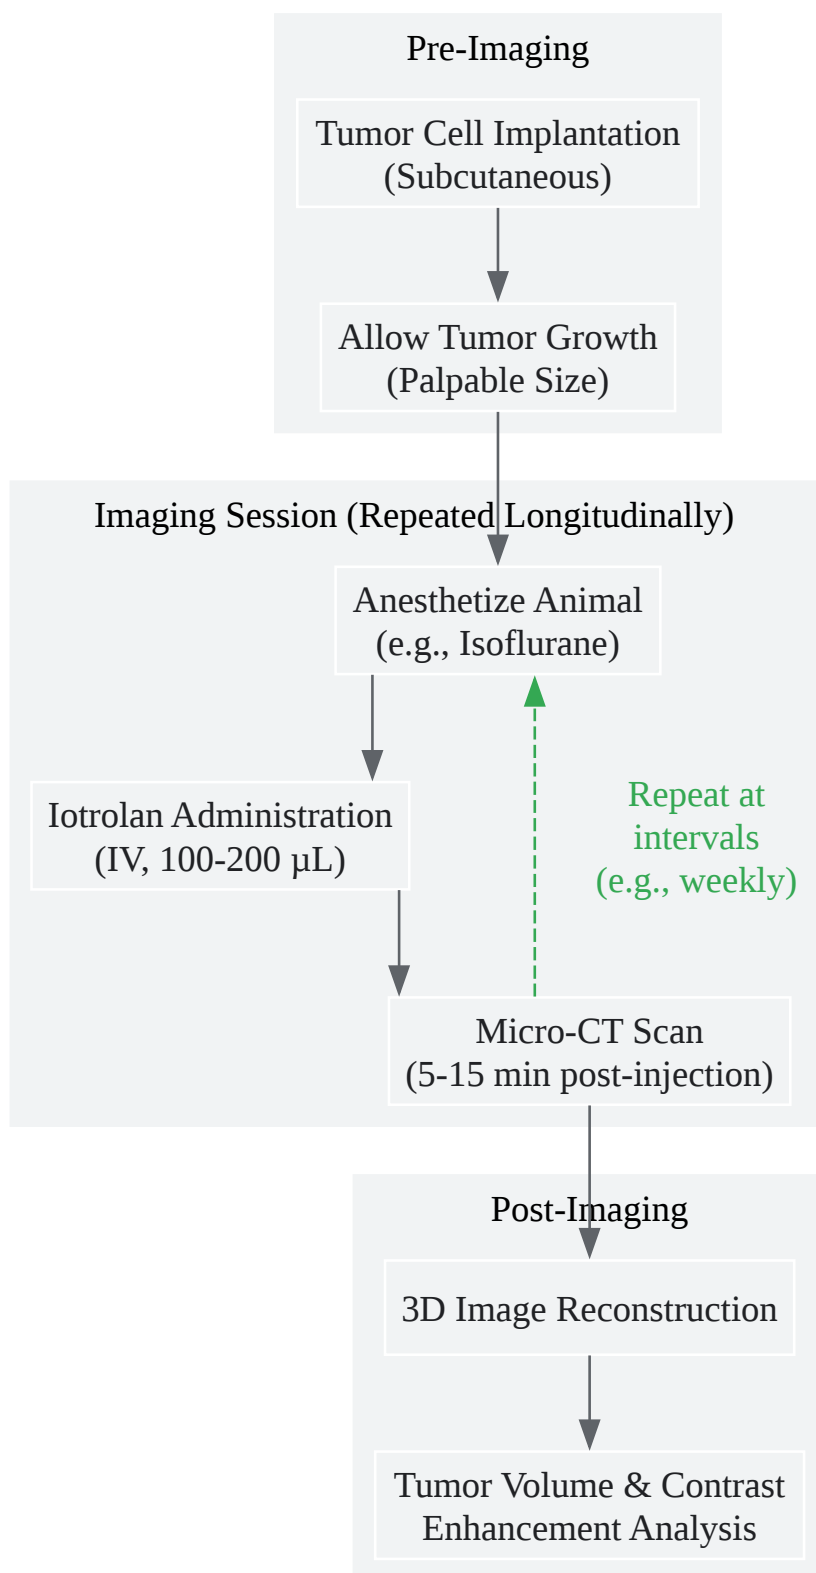 Pre-Imaging
Tumor Cell Implantation
(Subcutaneous)
Allow Tumor Growth
(Palpable Size)
Imaging Session (Repeated Longitudinally)
Anesthetize Animal
(e.g., Isoflurane)
Iotrolan Administration
(IV, 100-200 µL)
Repeat at
intervals
(e.g., weekly)
Micro-CT Scan
(5-15 min post-injection)
Post-Imaging
3D Image Reconstruction
Tumor Volume & Contrast
Enhancement Analysis